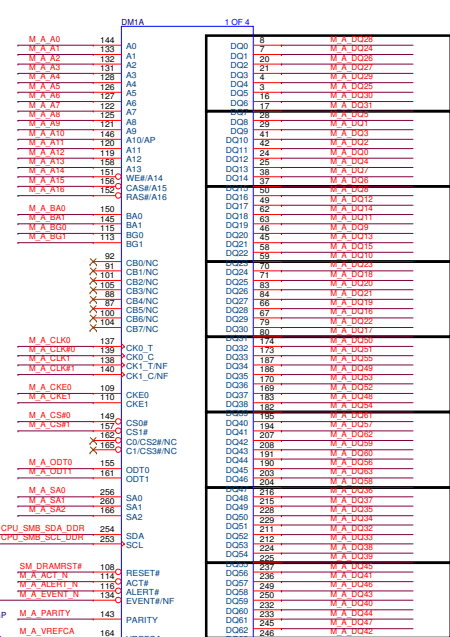 DM1A 1 OF 4
M_A_A0 144 A0
M_A_A1 133 A1
M_A_A2 132 A2
M_A_A3 131 A3
M_A_A4 128 A4
M_A_A5 126 A5
M_A_A6 127 A6
M_A_A7 122 A7
M_A_A8 125 A8
M_A_A9 121 A9
M_A_A10 146 A10/AP
M_A_A11 120 A11
M_A_A12 119 A12
M_A_A13 158 A13
M_A_A14 151 WE#/A14
M_A_A15 156 CAS#/A15
M_A_A16 152 RAS#/A16
M_A_BA0 150 BA0
M_A_BA1 145 BA1
M_A_BG0 115 BG0
M_A_BG1 113 BG1
92 CB0/NC
91 CB1/NC
101 CB2/NC
105 CB3/NC
88 CB4/NC
87 CB5/NC
100 CB6/NC
104 CB7/NC
M_A_CLK0 137 CK0_T
M_A_CLK#0 139 CK0_C
M_A_CLK1 138 CK1_T/NF
M_A_CLK#1 140 CK1_C/NF
M_A_CKE0 109 CKE0
M_A_CKE1 110 CKE1
M_A_CS#0 149 CS0#
M_A_CS#1 157 CS1#
162 C0/CS2#/NC
165 C1/CS3#/NC
M_A_ODT0 155 ODT0
M_A_ODT1 161 ODT1
M_A_SA0 256 SA0
M_A_SA1 260 SA1
M_A_SA2 166 SA2
CPU_SMB_SDA_DDR 254 SDA
CPU_SMB_SCL_DDR 253 SCL
SM_DRAMRST# 108 RESET#
M_A_ACT_N 114 ACT#
M_A_ALERT_N 116 ALERT#
M_A_EVENT_N 134 EVENT#/NF
M_A_PARITY 143 PARITY
M_A_VREFCA 164
DQ0 8 M_A_DQ28
DQ1 7 M_A_DQ24
DQ2 20 M_A_DQ26
DQ3 21 M_A_DQ27
DQ4 4 M_A_DQ29
DQ5 3 M_A_DQ25
DQ6 16 M_A_DQ30
17 M_A_DQ31
DQ8 28 M_A_DQ5
DQ9 29 M_A_DQ1
DQ10 41 M_A_DQ3
DQ11 42 M_A_DQ2
DQ12 24 M_A_DQ0
DQ13 25 M_A_DQ4
DQ14 38 M_A_DQ7
DQ15 37 M_A_DQ6
DQ16 50 M_A_DQ8
DQ17 49 M_A_DQ12
DQ18 62 M_A_DQ14
DQ19 63 M_A_DQ11
DQ20 46 M_A_DQ9
DQ21 45 M_A_DQ13
DQ22 58 M_A_DQ15
DQ23 59 M_A_DQ10
DQ24 70 M_A_DQ23
DQ25 71 M_A_DQ18
DQ26 83 M_A_DQ20
DQ27 84 M_A_DQ21
DQ28 66 M_A_DQ19
DQ29 67 M_A_DQ16
DQ30 79 M_A_DQ22
DQ31 80 M_A_DQ17
DQ32 174 M_A_DQ50
DQ33 173 M_A_DQ51
DQ34 187 M_A_DQ55
DQ35 186 M_A_DQ49
DQ36 170 M_A_DQ53
DQ37 169 M_A_DQ52
DQ38 183 M_A_DQ48
DQ39 182 M_A_DQ54
DQ40 195 M_A_DQ61
DQ41 194 M_A_DQ57
DQ42 207 M_A_DQ62
DQ43 208 M_A_DQ59
DQ44 191 M_A_DQ60
DQ45 190 M_A_DQ56
DQ46 203 M_A_DQ63
DQ47 204 M_A_DQ58
DQ48 216 M_A_DQ36
DQ49 215 M_A_DQ37
DQ50 228 M_A_DQ35
DQ51 229 M_A_DQ34
DQ52 211 M_A_DQ32
DQ53 212 M_A_DQ33
DQ54 224 M_A_DQ38
DQ55 225 M_A_DQ39
DQ56 237 M_A_DQ45
DQ57 236 M_A_DQ41
DQ58 249 M_A_DQ46
DQ59 250 M_A_DQ43
DQ60 232 M_A_DQ40
DQ61 233 M_A_DQ44
DQ62 245 M_A_DQ47
246 M_A_DQ42